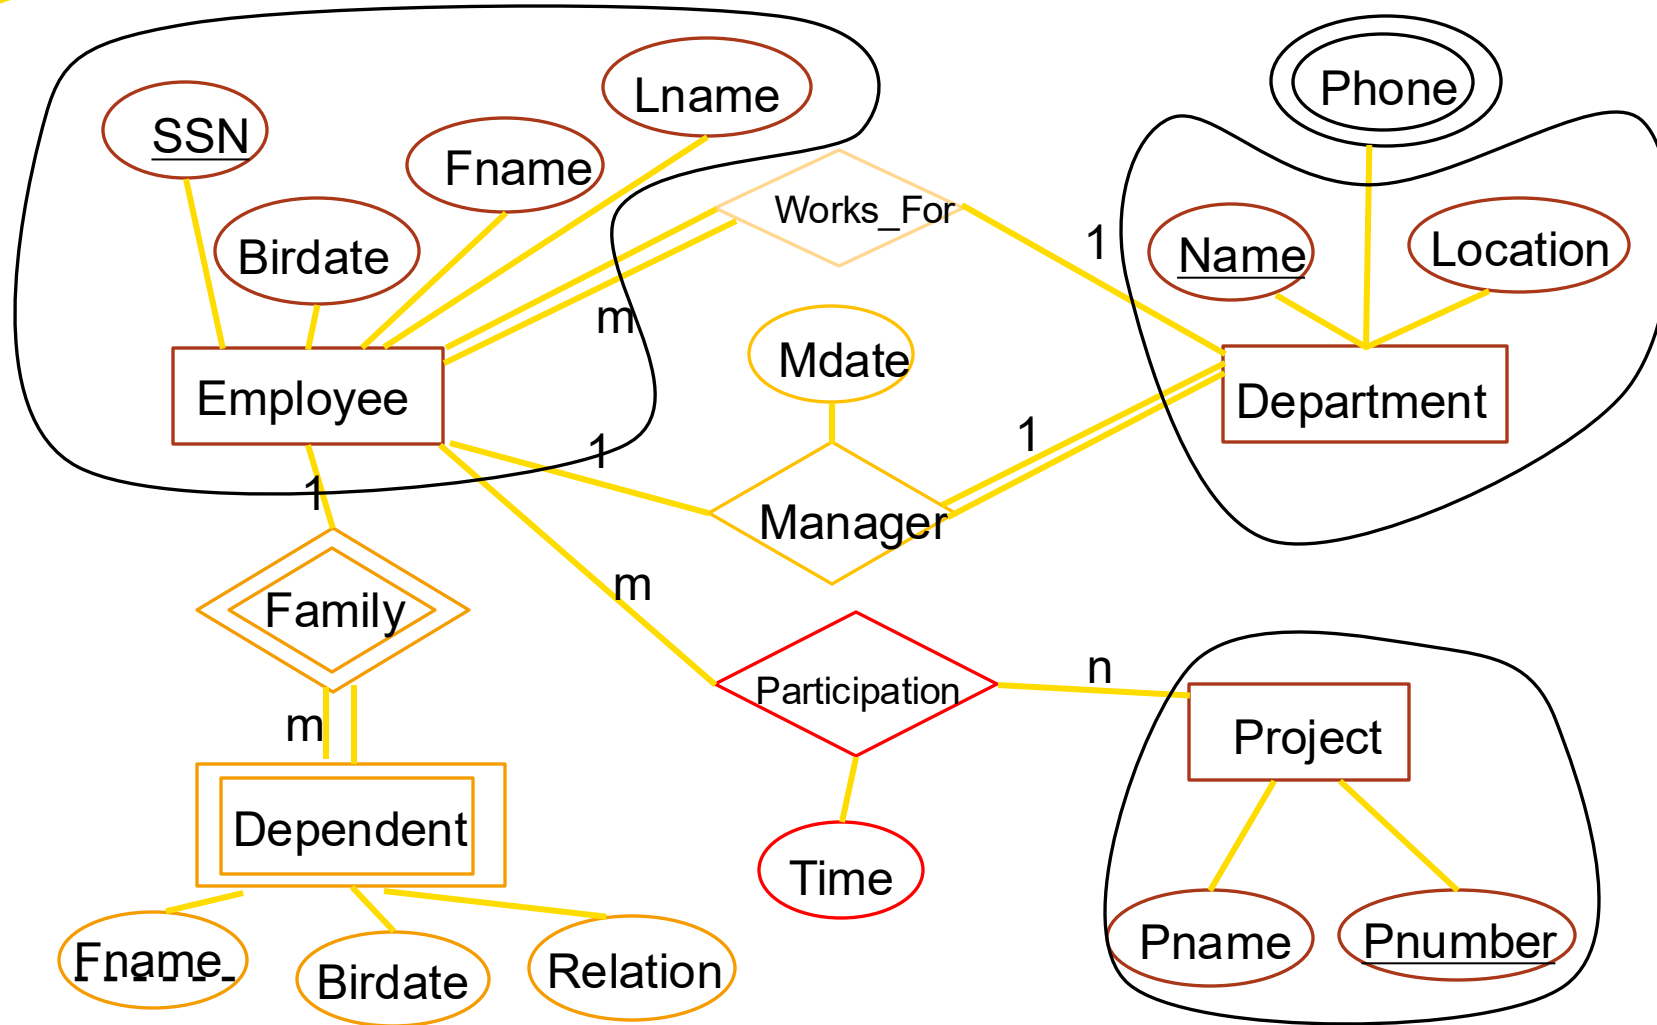 Phone
Lname
SSN
Fname
Works_For
1
Name
Location
Birdate
m
Mdate
Employee
Department
1
1
1
Manager
m
Family
n
Participation
m
Project
Dependent
Time
Fname
Birdate
Relation
Pname
Pnumber